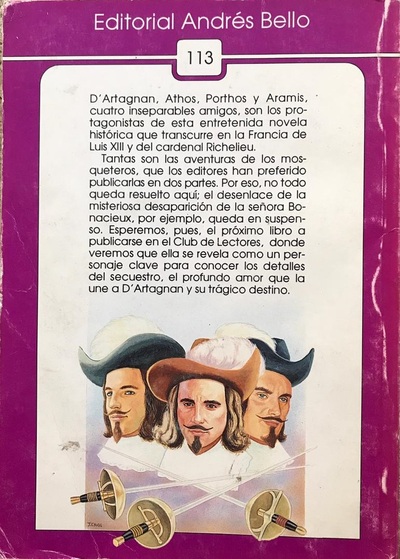 Editorial Andrés Bello
113
D'Artagnan, Athos, Porthos y Aramis,
cuatro inseparables amigos, son los pro-
tagonistas de esta entretenida novela
histórica que transcurre en la Francia de
Luis XIII y del cardenal Richelieu.
Tantas son las aventuras de los mos-
queteros, que los editores han preferido
publicarlas en dos partes. Por eso, no todo
queda resuelto aquí; el desenlace de la
misteriosa desaparición de la señora Bo-
nacieux, por ejemplo, queda en suspen-
so. Esperemos, pues, el próximo libro a
publicarse en el Club de Lectores, donde
veremos que ella se revela como un per-
sonaje clave para conocer los detalles
del secuestro, el profundo amor que la
une a D'Artagnan y su trágico destino.